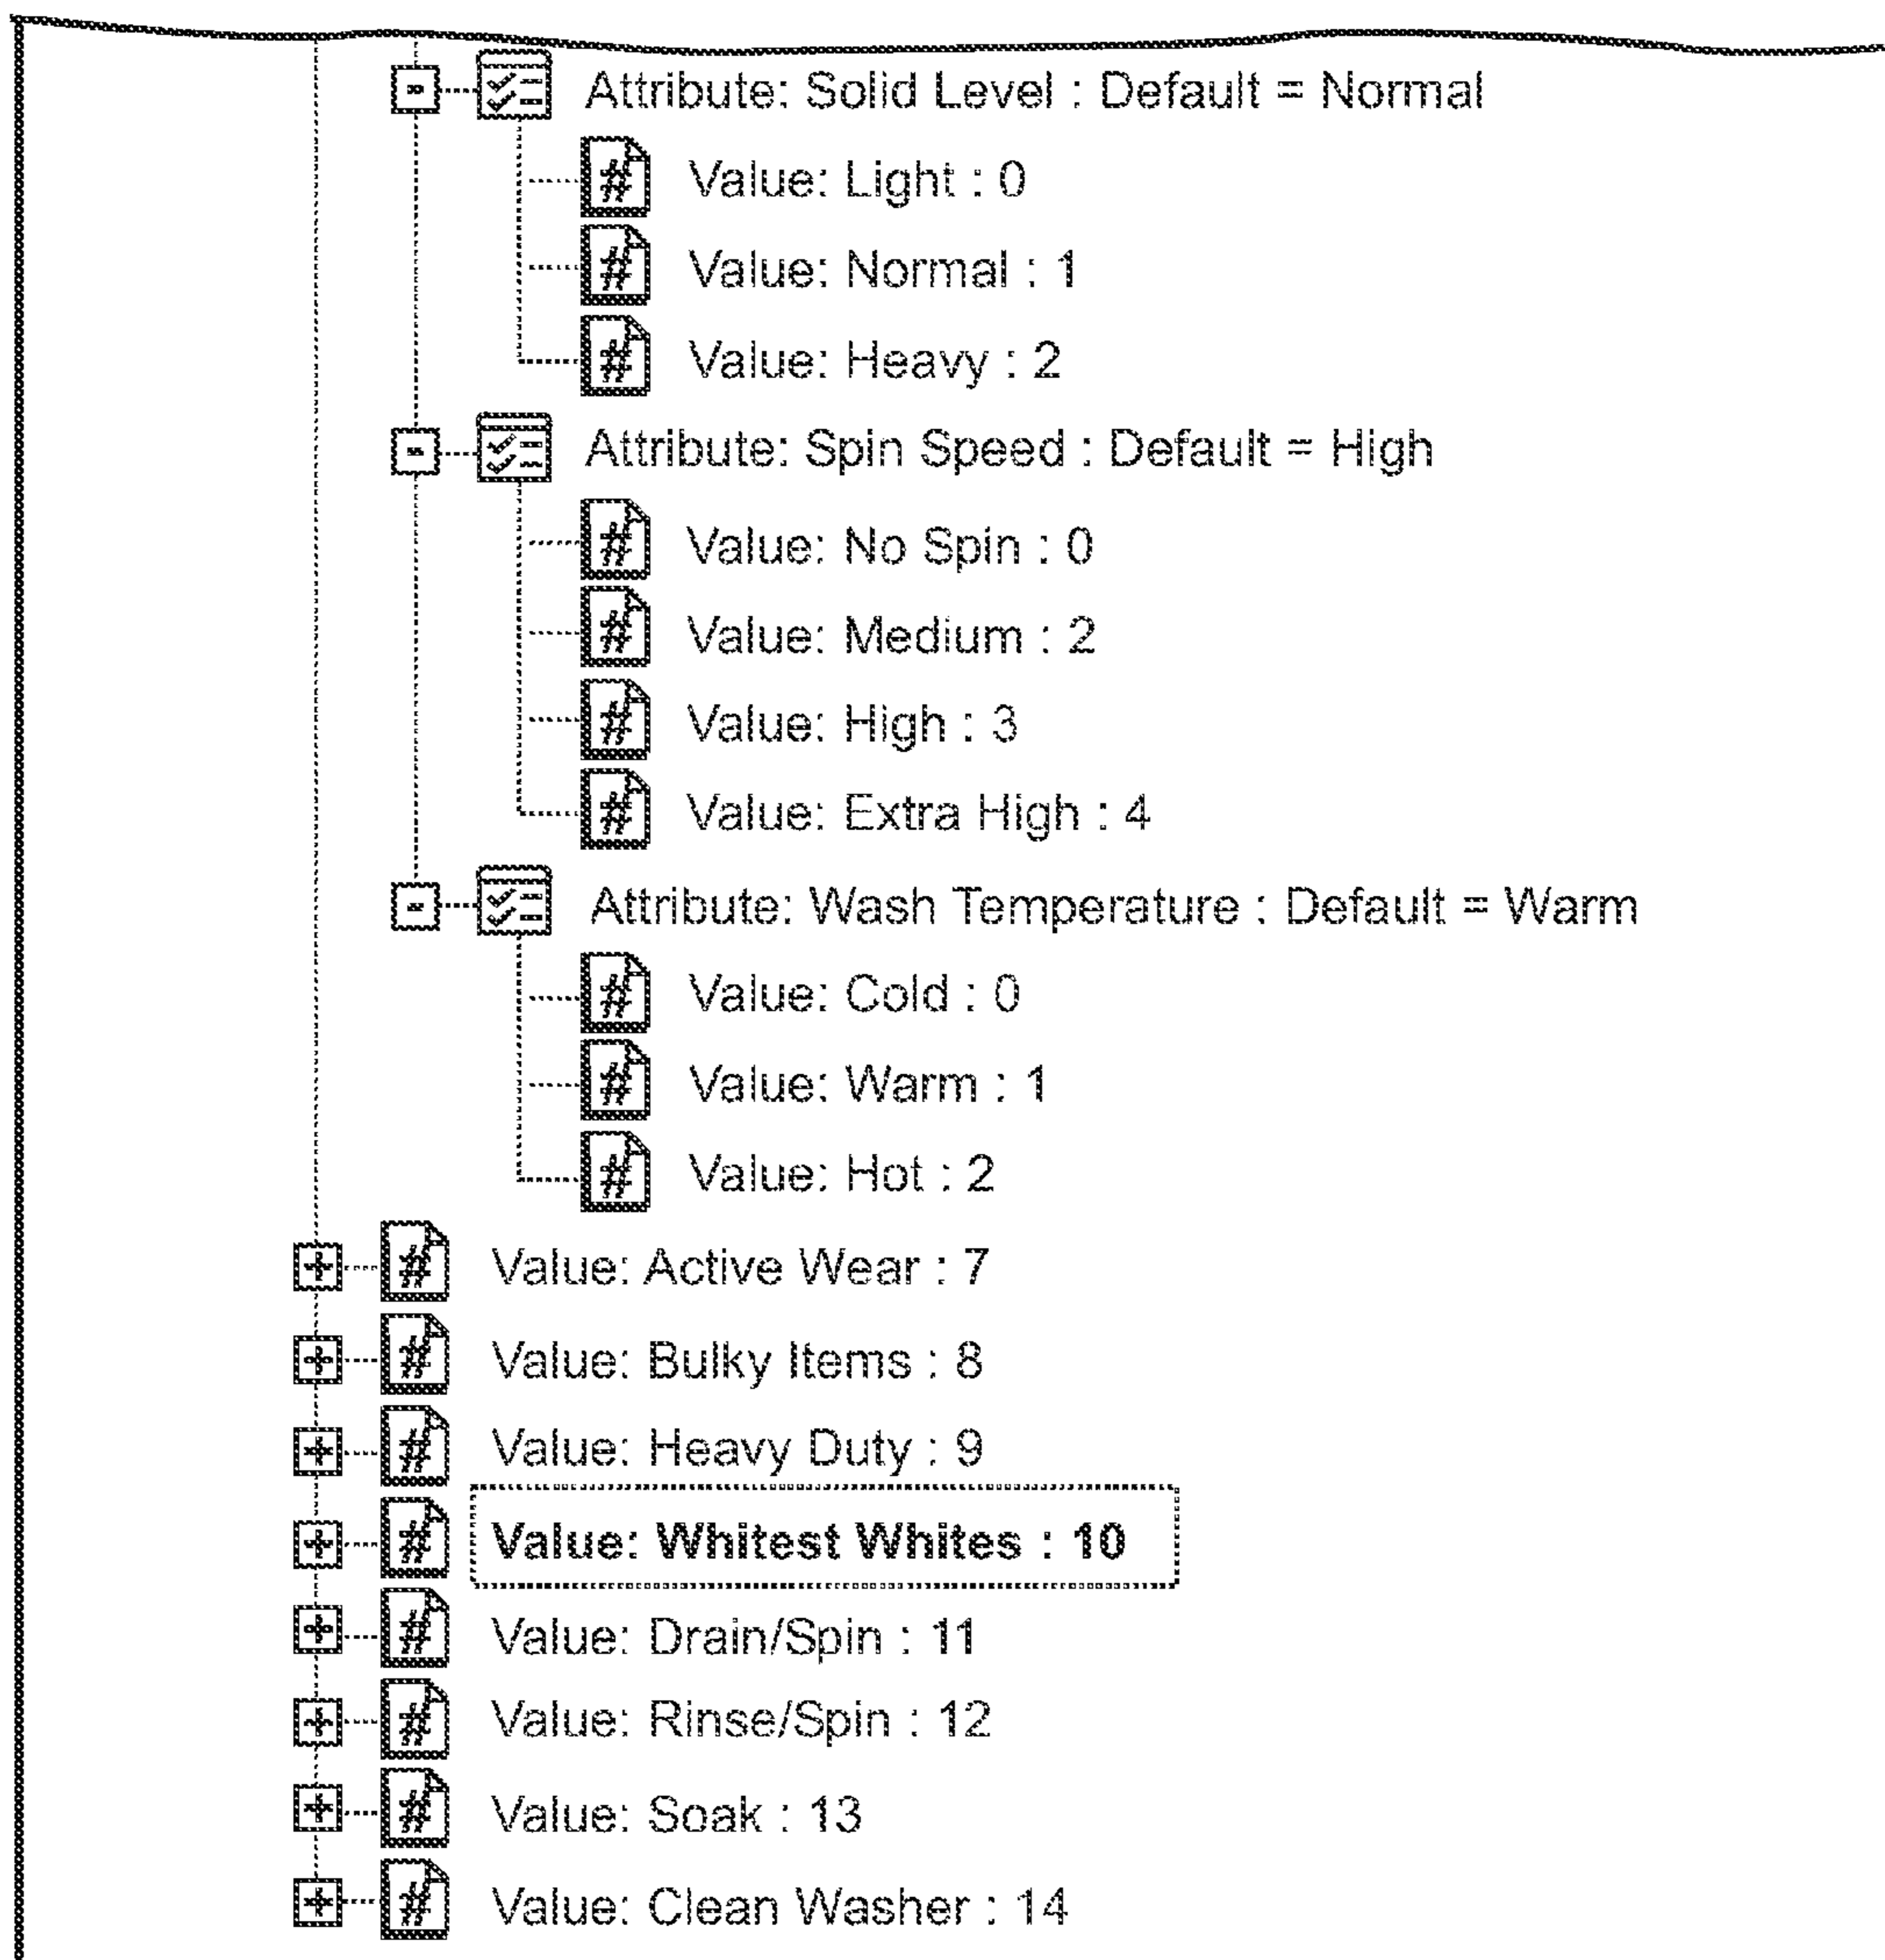 Attribute: Solid Level : Default = Normal
# Value: Light : 0
# Value: Normal : 1
# Value: Heavy : 2
Attribute: Spin Speed : Default = High
# Value: No Spin : 0
# Value: Medium : 2
# Value: High : 3
# Value: Extra High : 4
Attribute: Wash Temperature : Default = Warm
# Value: Cold : 0
# Value: Warm : 1
# Value: Hot : 2
# Value: Active Wear : 7
# Value: Bulky Items : 8
# Value: Heavy Duty : 9
# Value: Whitest Whites : 10
# Value: Drain/Spin : 11
# Value: Rinse/Spin : 12
# Value: Soak : 13
# Value: Clean Washer : 14